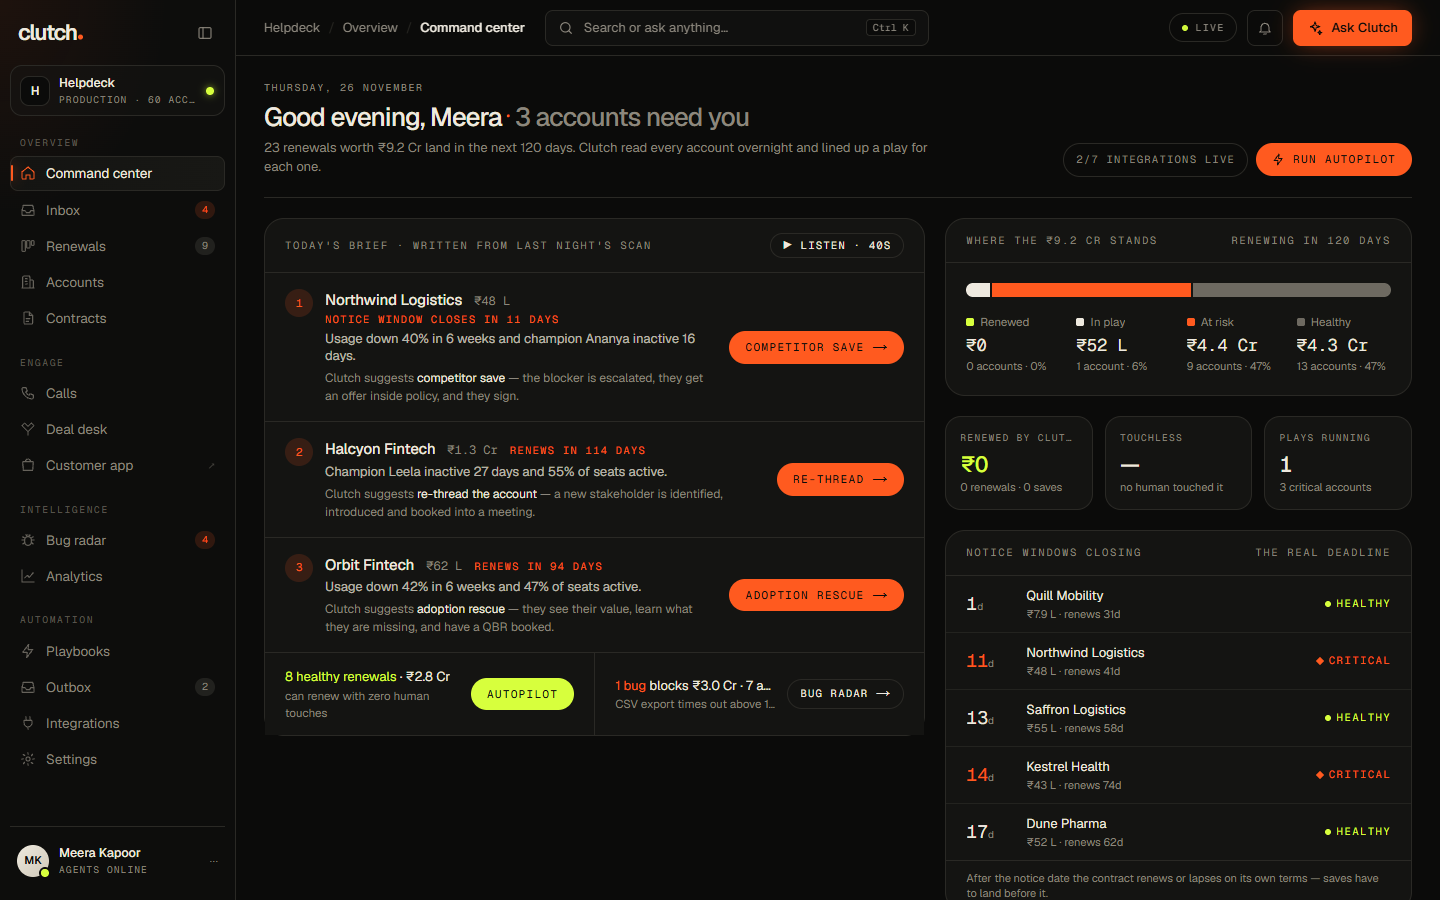 clutch.
H
Helpdeck
PRODUCTION · 60 ACC…
OVERVIEW
Command center
Inbox 4
Renewals 9
Accounts
Contracts
ENGAGE
Calls
Deal desk
Customer app
INTELLIGENCE
Bug radar 4
Analytics
AUTOMATION
Playbooks
Outbox 2
Integrations
Settings
MK
Meera Kapoor
AGENTS ONLINE
Helpdeck / Overview / Command center
Search or ask anything… Ctrl K
LIVE
Ask Clutch
THURSDAY, 26 NOVEMBER
Good evening, Meera · 3 accounts need you
23 renewals worth ₹9.2 Cr land in the next 120 days. Clutch read every account overnight and lined up a play for
each one.
2/7 INTEGRATIONS LIVE
RUN AUTOPILOT
TODAY'S BRIEF · WRITTEN FROM LAST NIGHT'S SCAN
LISTEN · 40S
1
Northwind Logistics ₹48 L
NOTICE WINDOW CLOSES IN 11 DAYS
Usage down 40% in 6 weeks and champion Ananya inactive 16
days.
Clutch suggests competitor save — the blocker is escalated, they get
an offer inside policy, and they sign.
COMPETITOR SAVE →
2
Halcyon Fintech ₹1.3 Cr RENEWS IN 114 DAYS
Champion Leela inactive 27 days and 55% of seats active.
Clutch suggests re-thread the account — a new stakeholder is identified,
introduced and booked into a meeting.
RE-THREAD →
3
Orbit Fintech ₹62 L RENEWS IN 94 DAYS
Usage down 42% in 6 weeks and 47% of seats active.
Clutch suggests adoption rescue — they see their value, learn what
they are missing, and have a QBR booked.
ADOPTION RESCUE →
8 healthy renewals · ₹2.8 Cr
can renew with zero human
touches
AUTOPILOT
1 bug blocks ₹3.0 Cr · 7 a…
CSV export times out above 1…
BUG RADAR →
WHERE THE ₹9.2 CR STANDS RENEWING IN 120 DAYS
Renewed
₹0
0 accounts · 0%
In play
₹52 L
1 account · 6%
At risk
₹4.4 Cr
9 accounts · 47%
Healthy
₹4.3 Cr
13 accounts · 47%
RENEWED BY CLUT…
₹0
0 renewals · 0 saves
TOUCHLESS
—
no human touched it
PLAYS RUNNING
1
3 critical accounts
NOTICE WINDOWS CLOSING THE REAL DEADLINE
1d
Quill Mobility
₹7.9 L · renews 31d
HEALTHY
11d
Northwind Logistics
₹48 L · renews 41d
CRITICAL
13d
Saffron Logistics
₹55 L · renews 58d
HEALTHY
14d
Kestrel Health
₹43 L · renews 74d
CRITICAL
17d
Dune Pharma
₹52 L · renews 62d
HEALTHY
After the notice date the contract renews or lapses on its own terms — saves have
to land before it.